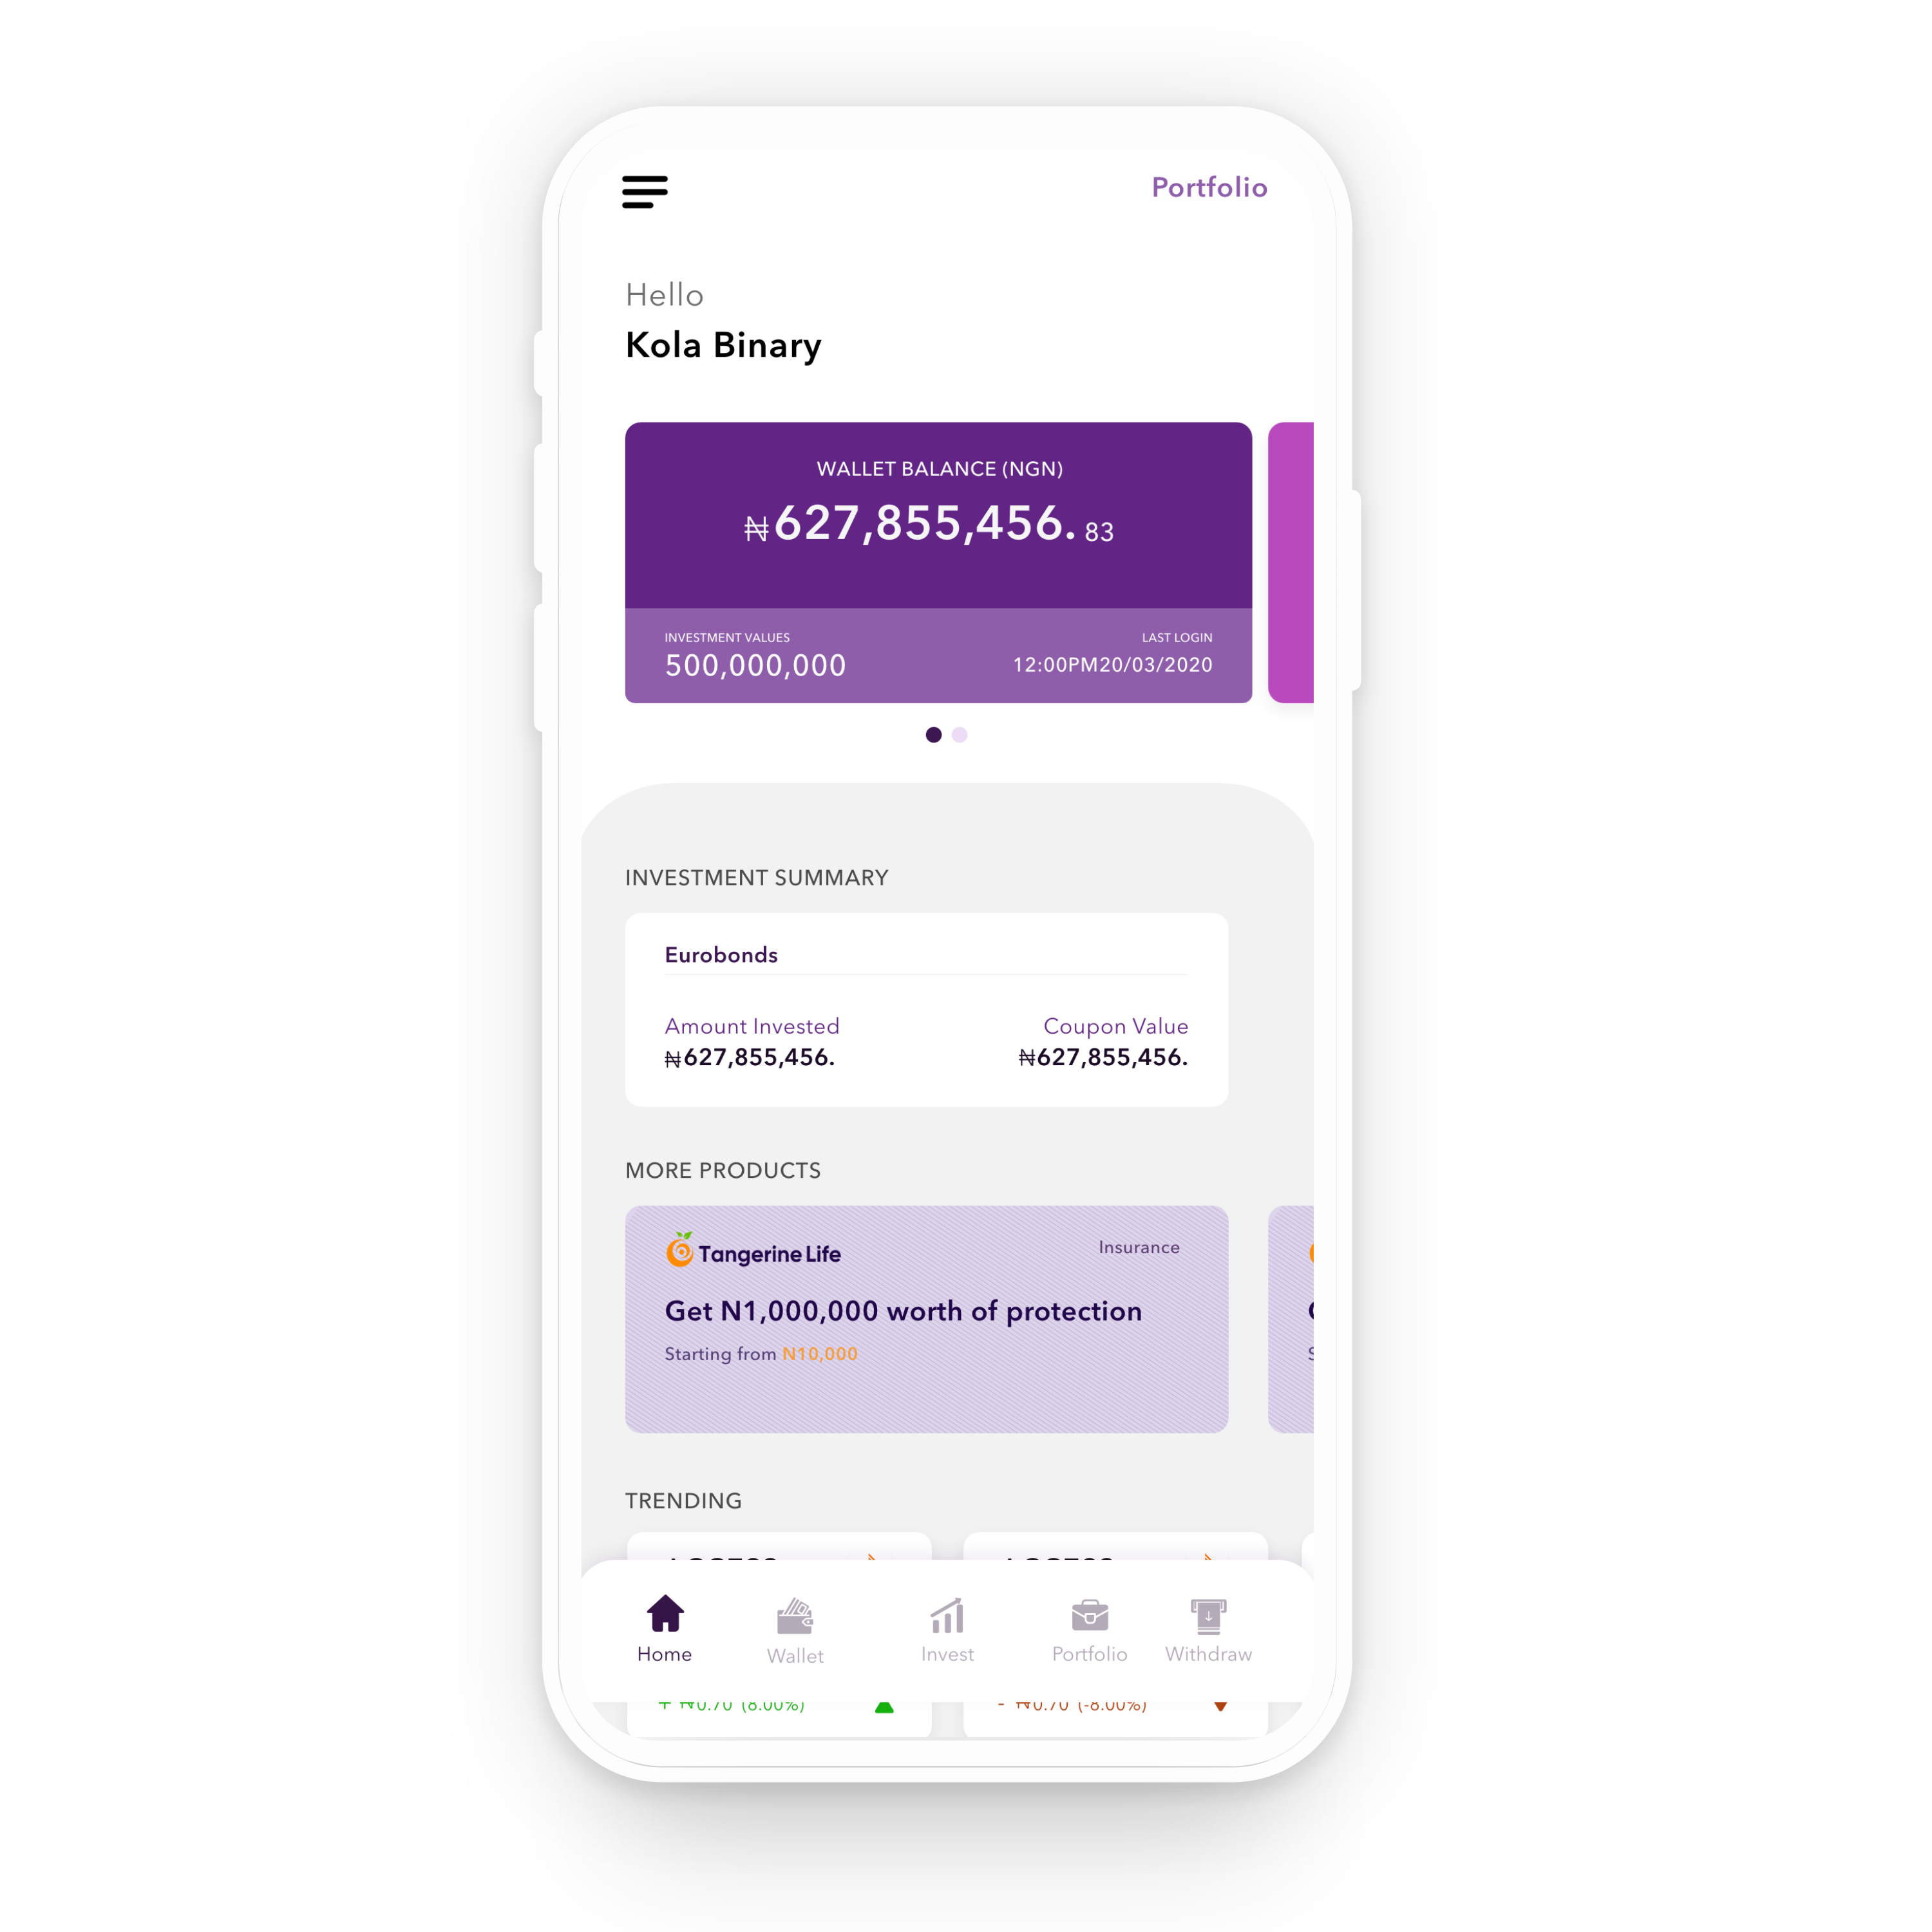 Portfolio
Hello
Kola Binary
WALLET BALANCE (NGN)
₦627,855,456. 83
INVESTMENT VALUES
LAST LOGIN
500,000,000
12:00PM20/03/2020
INVESTMENT SUMMARY
Eurobonds
Amount Invested
Coupon Value
₦627,855,456.
₦627,855,456.
MORE PRODUCTS
Tangerine Life
Insurance
Get N1,000,000 worth of protection
Starting from N10,000
TRENDING
Home
Wallet
Invest
Portfolio
Withdraw
+ ₦0.70 (8.00%)
- ₦0.70 (-8.00%)